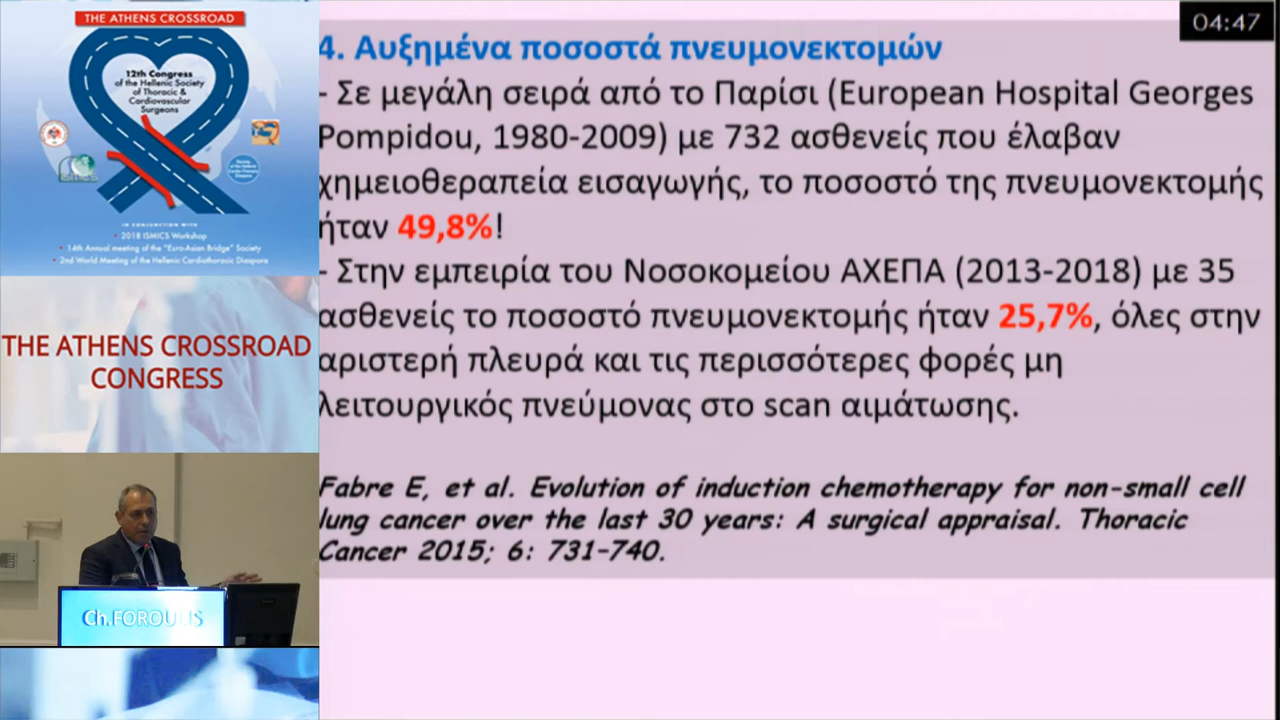 THE ATHENS CROSSROAD
12th Congress
of the Hellenic Society
of Thoracic &
Cardiovascular
Surgeons
IN CONJUNCTION WITH
• 2018 ISMICS Workshop
• 14th Annual meeting of the "Euro-Asian Bridge" Society
• 2nd World Meeting of the Hellenic Cardiothoracic Diaspora
THE ATHENS CROSSROAD
CONGRESS
Ch.FOROULIS
04:47
4. Αυξημένα ποσοστά πνευμονεκτομών
- Σε μεγάλη σειρά από το Παρίσι (European Hospital Georges
Pompidou, 1980-2009) με 732 ασθενείς που έλαβαν
χημειοθεραπεία εισαγωγής, το ποσοστό της πνευμονεκτομής
ήταν 49,8%!
- Στην εμπειρία του Νοσοκομείου ΑΧΕΠΑ (2013-2018) με 35
ασθενείς το ποσοστό πνευμονεκτομής ήταν 25,7%, όλες στην
αριστερή πλευρά και τις περισσότερες φορές μη
λειτουργικός πνεύμονας στο scan αιμάτωσης.
Fabre E, et al. Evolution of induction chemotherapy for non-small cell
lung cancer over the last 30 years: A surgical appraisal. Thoracic
Cancer 2015; 6: 731-740.